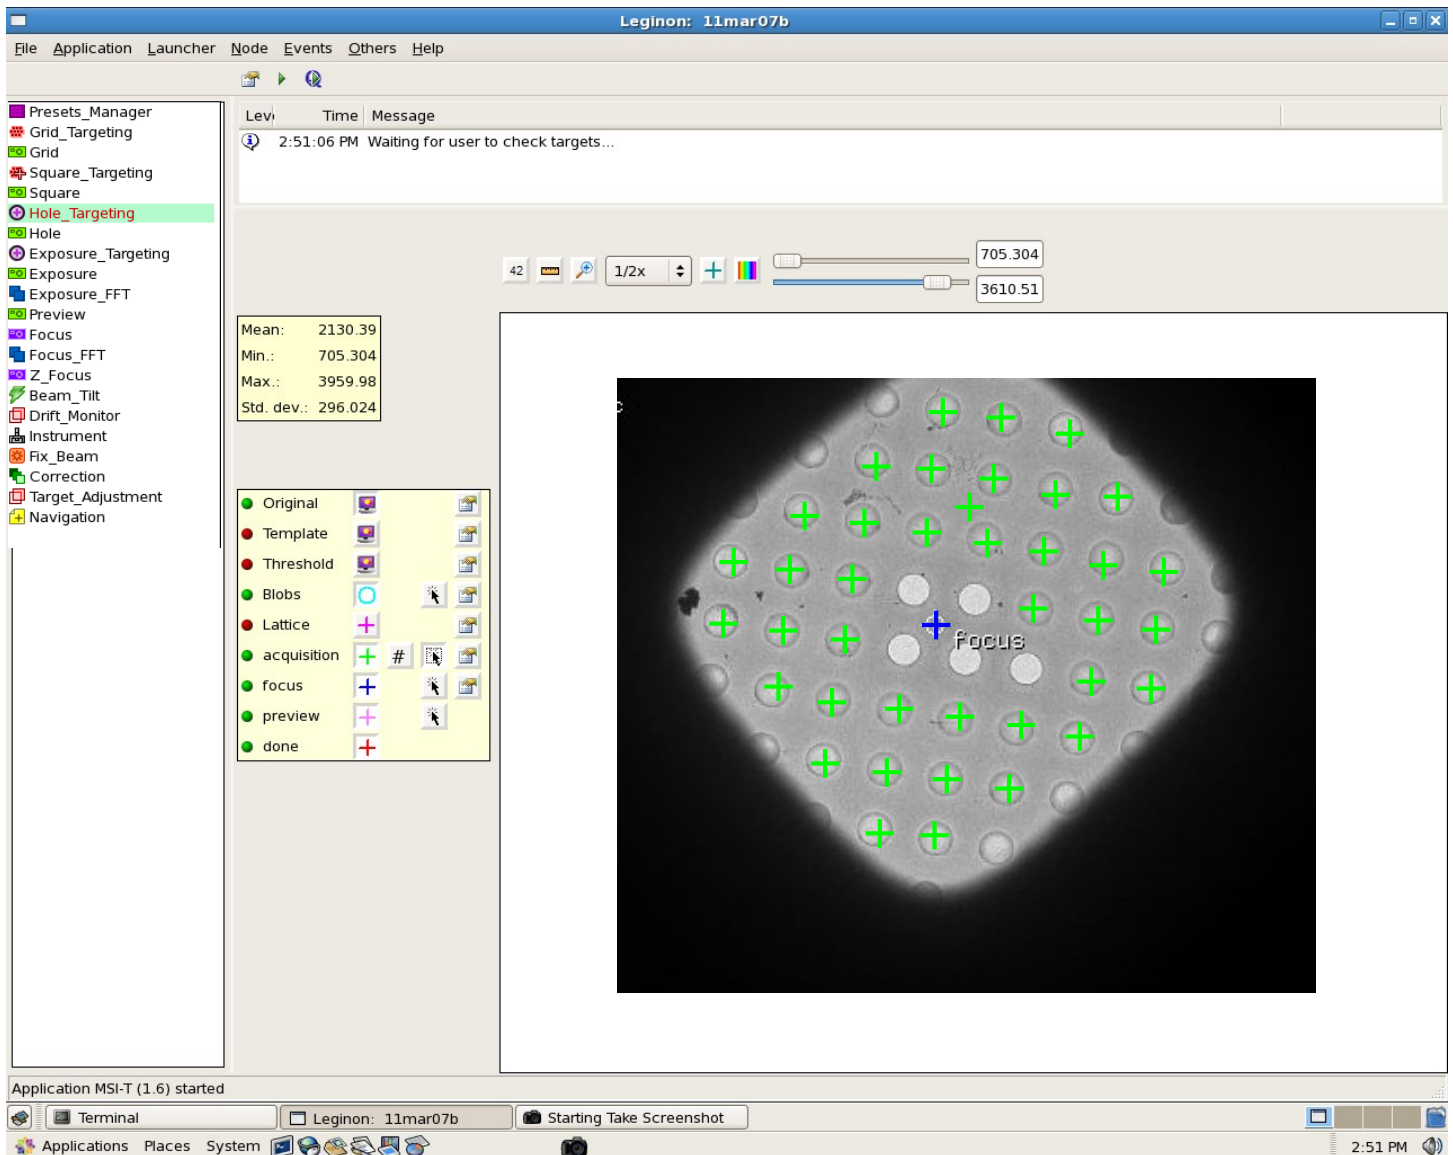 Leginon: 11mar07b
File Application Launcher Node Events Others Help
Presets_Manager
Grid_Targeting
Grid
Square_Targeting
Square
Hole_Targeting
Hole
Exposure_Targeting
Exposure
Exposure_FFT
Preview
Focus
Focus_FFT
Z_Focus
Beam_Tilt
Drift_Monitor
Instrument
Fix_Beam
Correction
Target_Adjustment
Navigation
Time Message
2:51:06 PM Waiting for user to check targets...
42 1/2x 705.304
3610.51
Mean: 2130.39
Min.: 705.304
Max.: 3959.98
Std. dev.: 296.024
Original
Template
Threshold
Blobs
Lattice
acquisition #
focus
preview
done
focus
Application MSI-T (1.6) started
Terminal Leginon: 11mar07b Starting Take Screenshot
Applications Places System 2:51 PM